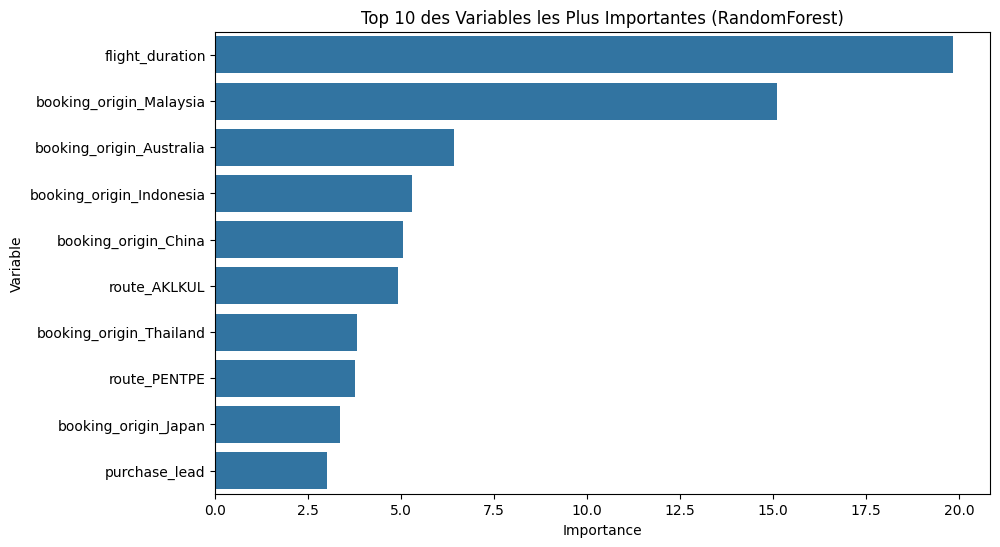 Top 10 des Variables les Plus Importantes (RandomForest)
flight_duration
booking_origin_Malaysia
booking_origin_Australia
booking_origin_Indonesia
booking_origin_China
route_AKLKUL
booking_origin_Thailand
route_PENTPE
booking_origin_Japan
purchase_lead
Variable
0.0 2.5 5.0 7.5 10.0 12.5 15.0 17.5 20.0
Importance